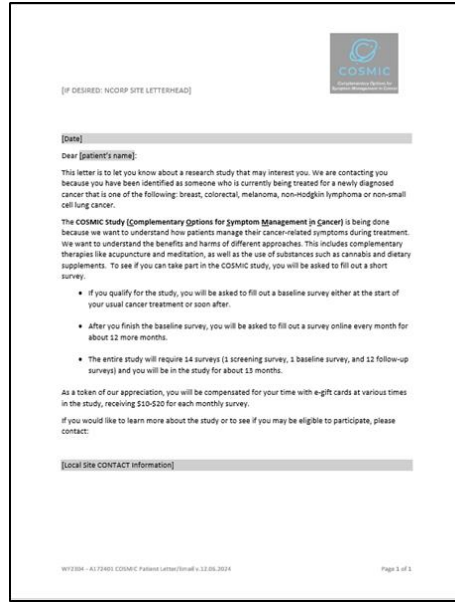 COSMIC
Complementary Options for
Symptom Management in Cancer
[IF DESIRED: NCORP SITE LETTERHEAD]
[Date]
Dear [patient's name]:
This letter is to let you know about a research study that may interest you. We are contacting you
because you have been identified as someone who is currently being treated for a newly diagnosed
cancer that is one of the following: breast, colorectal, melanoma, non-Hodgkin lymphoma or non-small
cell lung cancer.
The COSMIC Study (Complementary Options for Symptom Management in Cancer) is being done
because we want to understand how patients manage their cancer-related symptoms during treatment.
We want to understand the benefits and harms of different approaches. This includes complementary
therapies like acupuncture and meditation, as well as the use of substances such as cannabis and dietary
supplements. To see if you can take part in the COSMIC study, you will be asked to fill out a short
survey.
• If you qualify for the study, you will be asked to fill out a baseline survey either at the start of
your usual cancer treatment or soon after.
• After you finish the baseline survey, you will be asked to fill out a survey online every month for
about 12 more months.
• The entire study will require 14 surveys (1 screening survey, 1 baseline survey, and 12 follow-up
surveys) and you will be in the study for about 13 months.
As a token of our appreciation, you will be compensated for your time with e-gift cards at various times
in the study, receiving $10-$20 for each monthly survey.
If you would like to learn more about the study or to see if you may be eligible to participate, please
contact:
[Local Site CONTACT Information]
WF2304 – A172401 COSMIC Patient Letter/Email v.12.06.2024
Page 1 of 1